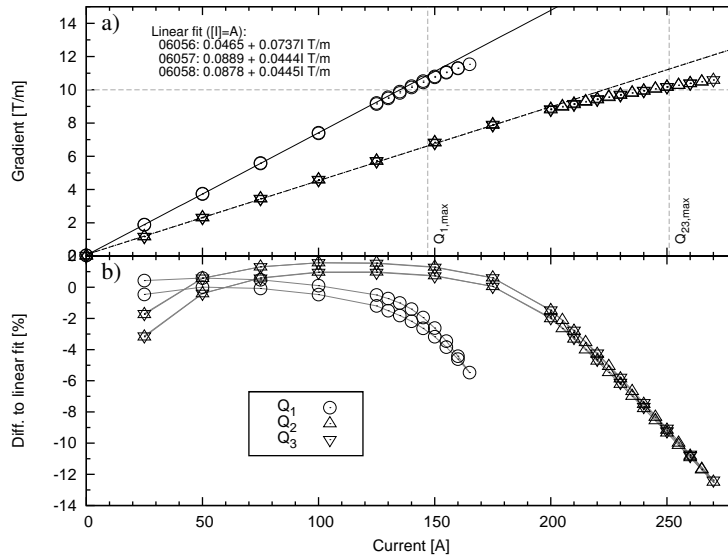 a)
Linear fit ([I]=A)
06056: 0.0465 + 0.0737I T/m
06057: 0.0889 + 0.0444I T/m
06058: 0.0878 + 0.0445I T/m
14
12
10
8
6
4
2
0
Gradient [T/m]
Q1,max
Q23,max
b)
2
0
-2
-4
-6
-8
-10
-12
-14
Diff. to linear fit [%]
Q1
Q2
Q3
0 50 100 150 200 250
Current [A]